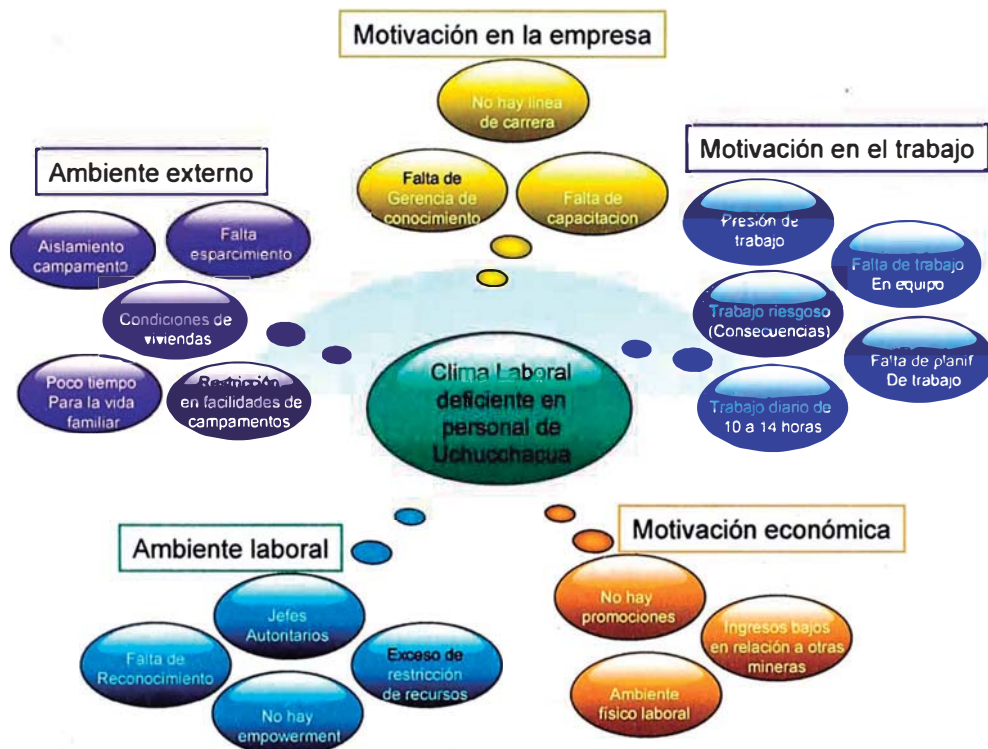 Motivación en la empresa
No hay línea
de carrera
Falta de
Gerencia de
conocimiento
Falta de
capacitacion
Ambiente externo
Aislamiento
campamento
Falta
esparcimiento
Condiciones de
viviendas
Poco tiempo
Para la vida
familiar
Restricción
en facilidades de
campamentos
Motivación en el trabajo
Presión de
trabajo
Falta de trabajo
En equipo
Trabajo riesgoso
(Consecuencias)
Falta de planif
De trabajo
Trabajo diario de
10 a 14 horas
Clima Laboral
deficiente en
personal de
Uchucchacua
Ambiente laboral
Jefes
Autoritarios
Falta de
Reconocimiento
Exceso de
restricción
de recursos
No hay
empowerment
Motivación económica
No hay
promociones
Ingresos bajos
en relación a otras
mineras
Ambiente
físico laboral